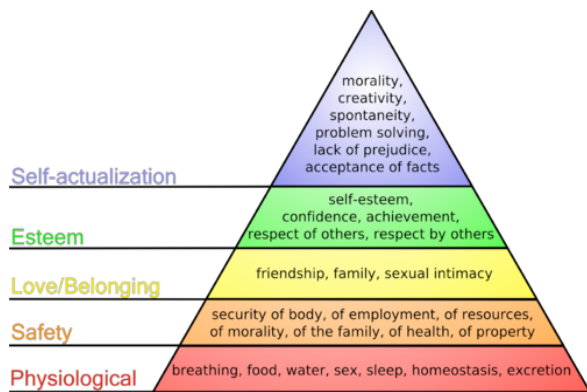 morality,
creativity,
spontaneity,
problem solving,
lack of prejudice,
acceptance of facts
Self-actualization
self-esteem,
confidence, achievement,
respect of others, respect by others
Esteem
friendship, family, sexual intimacy
Love/Belonging
security of body, of employment, of resources,
of morality, of the family, of health, of property
Safety
breathing, food, water, sex, sleep, homeostasis, excretion
Physiological